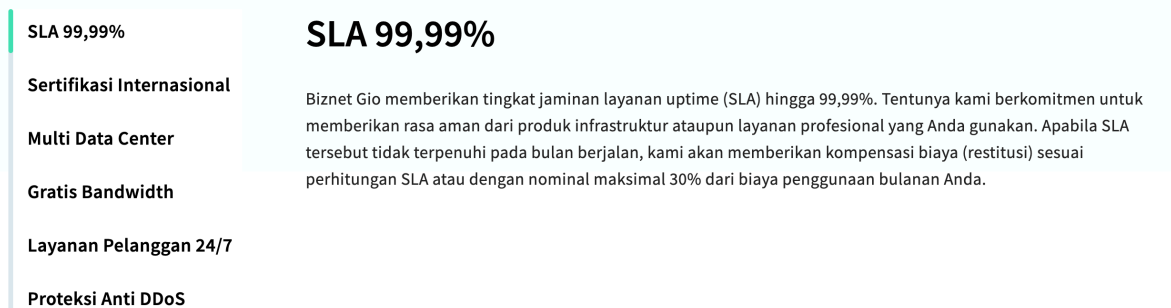 SLA 99,99%
Sertifikasi Internasional
Multi Data Center
Gratis Bandwidth
Layanan Pelanggan 24/7
Proteksi Anti DDoS
SLA 99,99%
Biznet Gio memberikan tingkat jaminan layanan uptime (SLA) hingga 99,99%. Tentunya kami berkomitmen untuk
memberikan rasa aman dari produk infrastruktur ataupun layanan profesional yang Anda gunakan. Apabila SLA
tersebut tidak terpenuhi pada bulan berjalan, kami akan memberikan kompensasi biaya (restitusi) sesuai
perhitungan SLA atau dengan nominal maksimal 30% dari biaya penggunaan bulanan Anda.